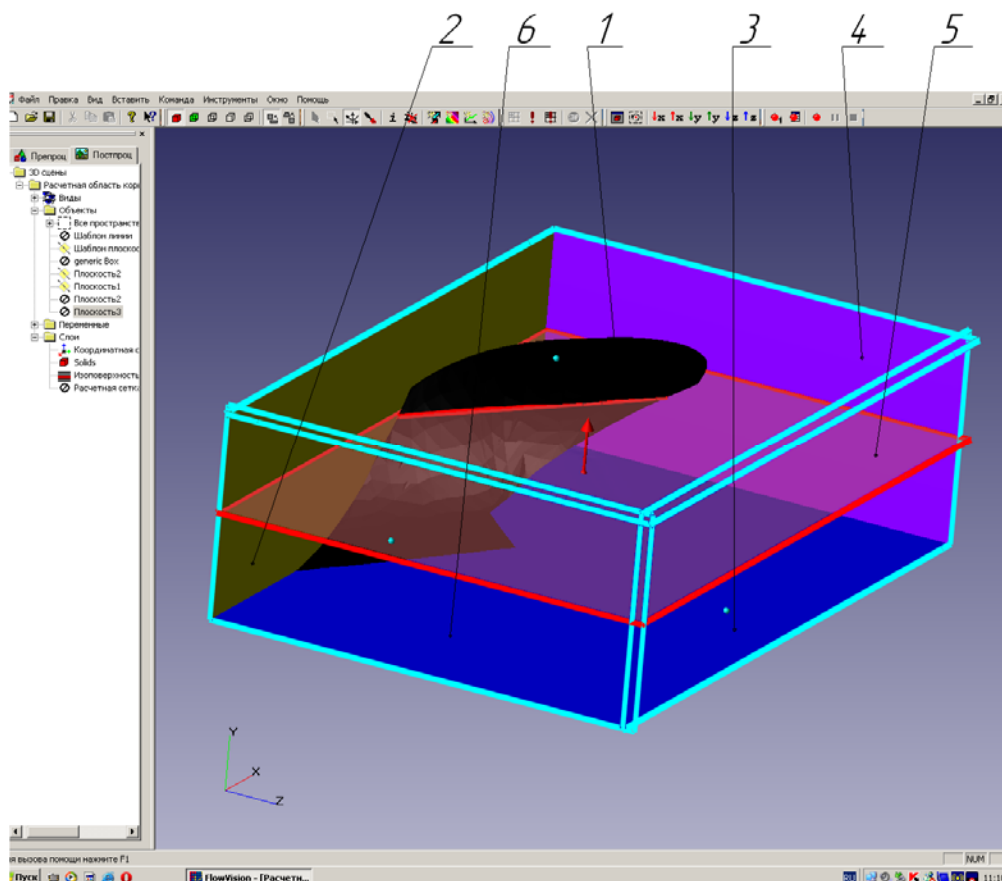 2 6 1 3 4 5
Файл Правка Вид Вставить Команда Инструменты Окно Помощь
Препроц Постпроц
3D сцены
Расчетная область кор
Виды
Объекты
Все пространств
Шаблон линии
Шаблон плоскос
generic Box
Плоскость2
Плоскость1
Плоскость2
Плоскость3
Переменные
Слои
Координатная с
Solids
Изоповерхность
Расчетная сетка
Y
X
Z
я вызова помощи нажмите F1
NUM
Пуск
FlowVision - [Расчетн...